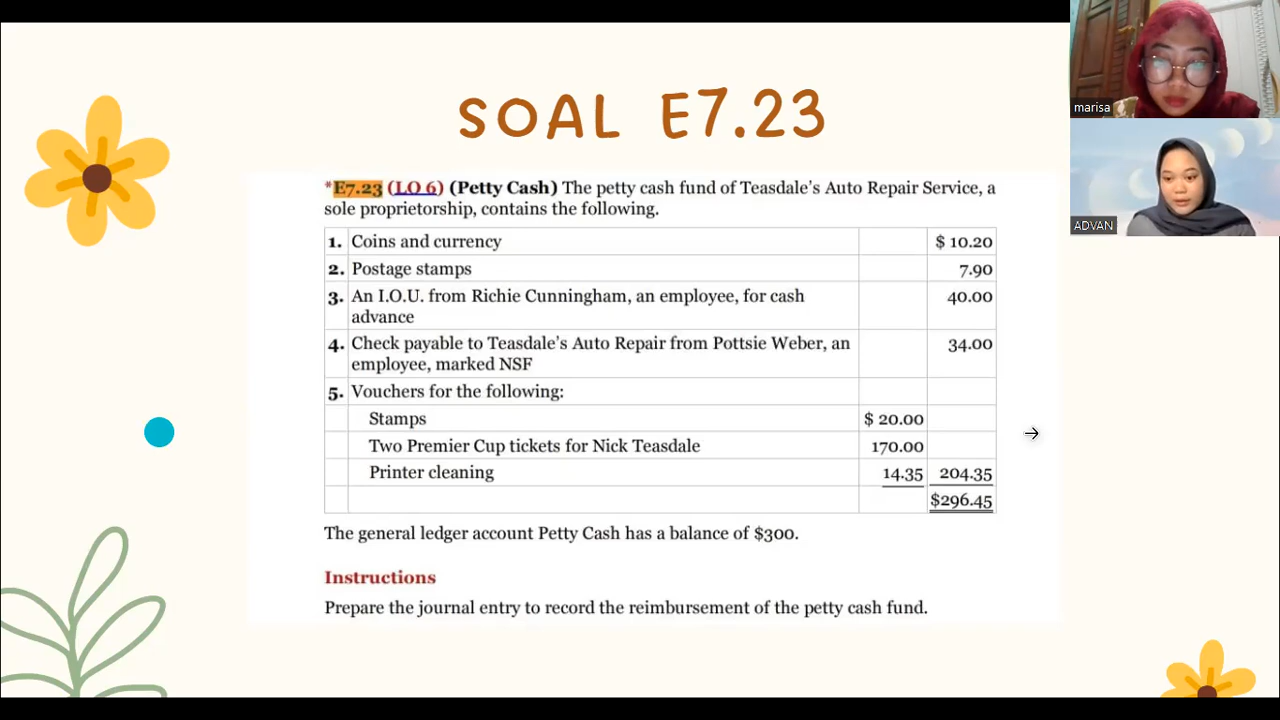 SOAL E7.23
*E7.23 (LO 6) (Petty Cash) The petty cash fund of Teasdale's Auto Repair Service, a
sole proprietorship, contains the following.
1. Coins and currency $ 10.20
2. Postage stamps 7.90
3. An I.O.U. from Richie Cunningham, an employee, for cash 40.00
advance
4. Check payable to Teasdale's Auto Repair from Pottsie Weber, an 34.00
employee, marked NSF
5. Vouchers for the following:
Stamps $ 20.00
Two Premier Cup tickets for Nick Teasdale 170.00
Printer cleaning 14.35 204.35
$296.45
The general ledger account Petty Cash has a balance of $300.
Instructions
Prepare the journal entry to record the reimbursement of the petty cash fund.
marisa
ADVAN